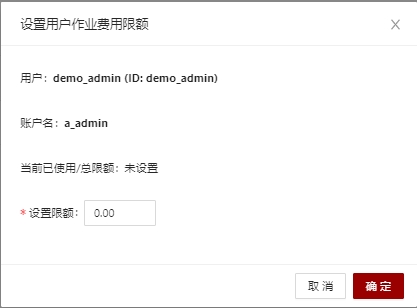 设置用户作业费用限额
用户：demo_admin (ID: demo_admin)
账户名：a_admin
当前已使用/总限额：未设置
* 设置限额： 0.00
取 消 确 定